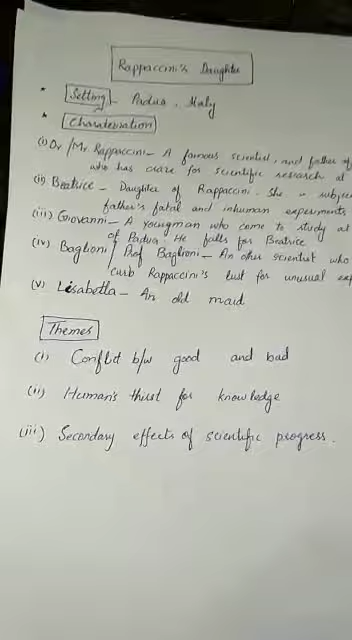 Rappaccini's Daughter
* Setting - Padua, Italy
* Characterisation
(i) Dr/Mr. Rappaccini - A famous scientist, and father of
who has craze for scientific research at
(ii) Beatrice - Daughter of Rappaccini. She is subject
father's fatal and inhuman experiments
(iii) Giovanni - A youngman who come to study at
of Padua. He falls for Beatrice
(iv) Baglioni/Prof Baglioni - An other scientist who
curb Rappaccini's lust for unusual exp
(v) Lisabetta - An old maid
Themes
(i) Conflict b/w good and bad
(ii) Human's thirst for knowledge
(iii) Secondary effects of scientific progress.